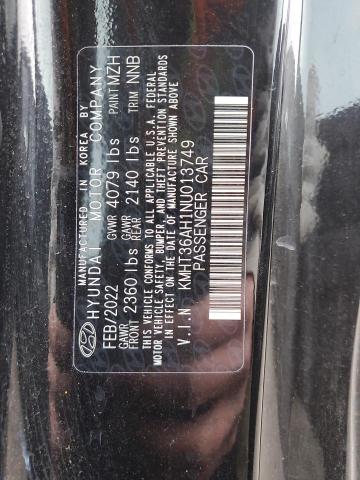 MANUFACTURED IN KOREA BY
HYUNDAI MOTOR COMPANY
FEB/2022 GVWR 4079 lbs PAINT MZH
GAWR FRONT 2360 lbs GAWR REAR 2140 lbs TRIM NNB
THIS VEHICLE CONFORMS TO ALL APPLICABLE U.S.A. FEDERAL
MOTOR VEHICLE SAFETY, BUMPER, AND THEFT PREVENTION STANDARDS
IN EFFECT ON THE DATE OF MANUFACTURE SHOWN ABOVE.
V.I.N KMHT36AH1NU013749
PASSENGER CAR